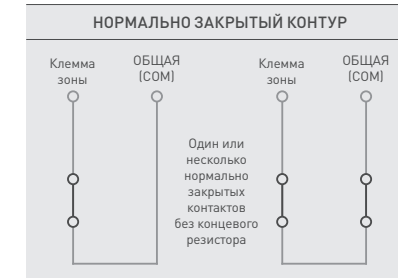 НОРМАЛЬНО ЗАКРЫТЫЙ КОНТУР
Клемма
зоны
ОБЩАЯ
(COM)
Клемма
зоны
ОБЩАЯ
(COM)
Один или
несколько
нормально
закрытых
контактов
без концевого
резистора